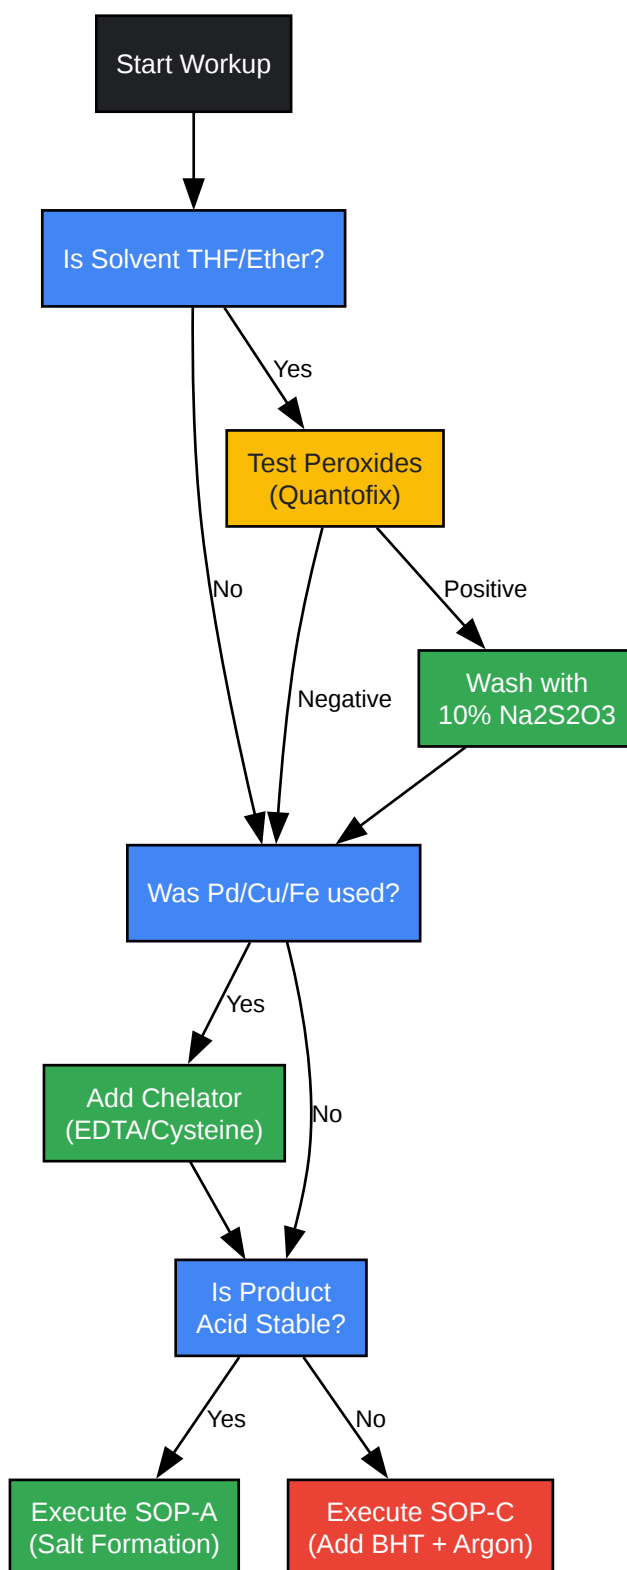 Start Workup
Is Solvent THF/Ether?
Yes
Test Peroxides
(Quantofix)
No
Positive
Negative
Wash with
10% Na2S2O3
Was Pd/Cu/Fe used?
Yes
Add Chelator
(EDTA/Cysteine)
No
Is Product
Acid Stable?
Yes
No
Execute SOP-A
(Salt Formation)
Execute SOP-C
(Add BHT + Argon)